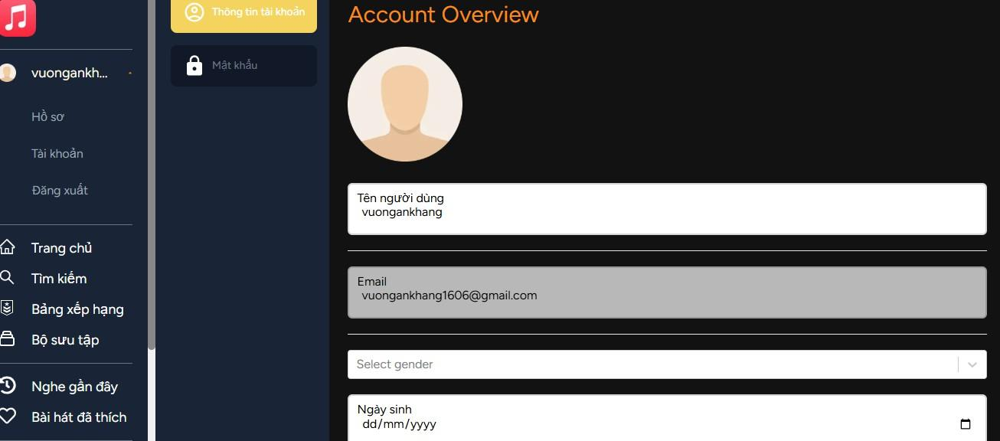 vuongankh...
Hồ sơ
Tài khoản
Đăng xuất
Trang chủ
Tìm kiếm
Bảng xếp hạng
Bộ sưu tập
Nghe gần đây
Bài hát đã thích
Thông tin tài khoản
Mật khẩu
Account Overview
Tên người dùng
vuongankhang
Email
vuongankhang1606@gmail.com
Select gender
Ngày sinh
dd/mm/yyyy